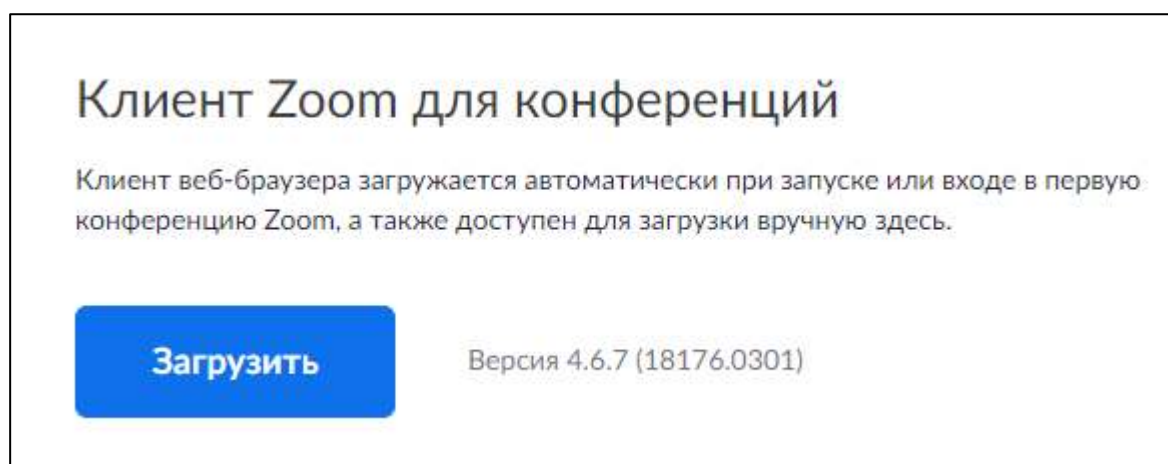 Клиент Zoom для конференций
Клиент веб-браузера загружается автоматически при запуске или входе в первую
конференцию Zoom, а также доступен для загрузки вручную здесь.
Загрузить
Версия 4.6.7 (18176.0301)